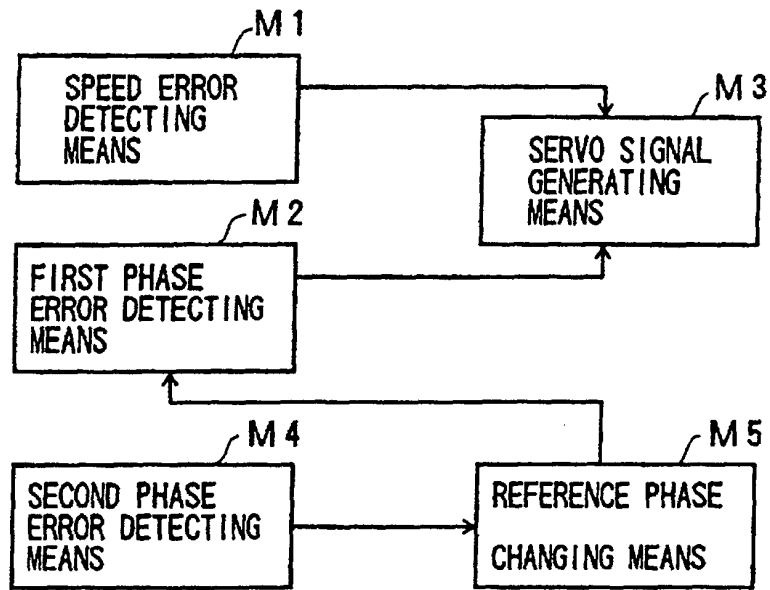 M1
SPEED ERROR
DETECTING
MEANS
M3
SERVO SIGNAL
GENERATING
MEANS
M2
FIRST PHASE
ERROR DETECTING
MEANS
M4
SECOND PHASE
ERROR DETECTING
MEANS
M5
REFERENCE PHASE
CHANGING MEANS